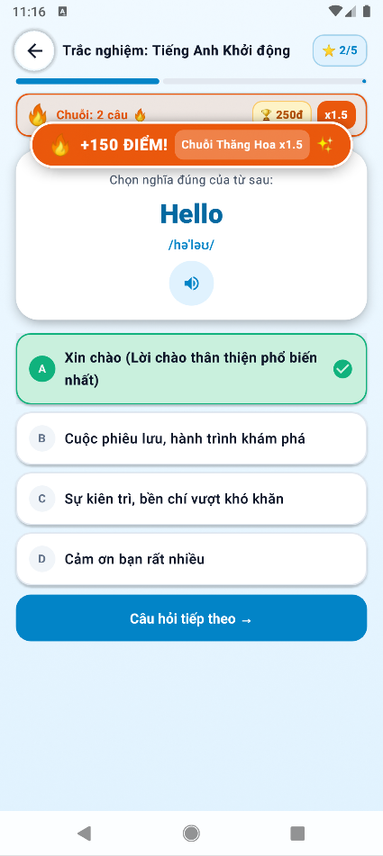 11:16
Trắc nghiệm: Tiếng Anh Khởi động
2/5
Chuỗi: 2 câu
250đ
x1.5
+150 ĐIỂM!
Chuỗi Thăng Hoa x1.5
Chọn nghĩa đúng của từ sau:
Hello
/həˈləʊ/
A
Xin chào (Lời chào thân thiện phổ biến
nhất)
B
Cuộc phiêu lưu, hành trình khám phá
C
Sự kiên trì, bền chí vượt khó khăn
D
Cảm ơn bạn rất nhiều
Câu hỏi tiếp theo →